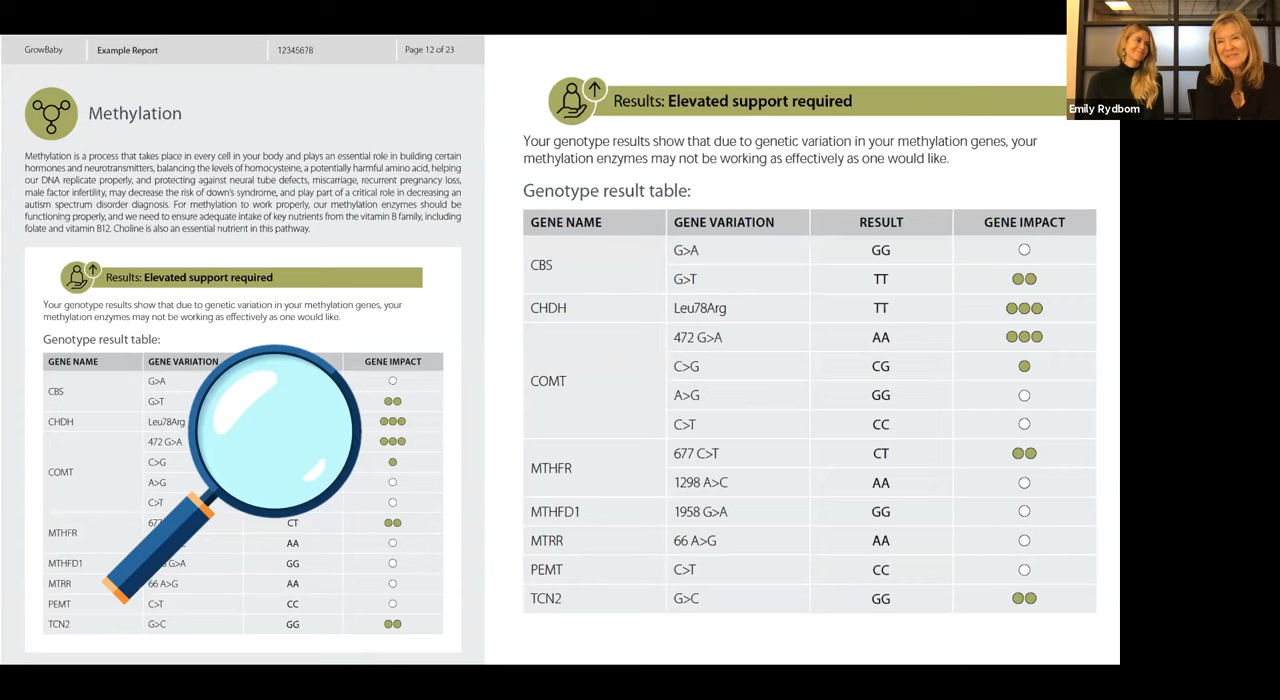 GrowBaby Example Report 12345678 Page 12 of 23
Methylation
Methylation is a process that takes place in every cell in your body and plays an essential role in building certain
hormones and neurotransmitters, balancing the levels of homocysteine, a potentially harmful amino acid, helping
our DNA replicate properly, and protecting against neural tube defects, miscarriage, recurrent pregnancy loss,
male factor infertility, may decrease the risk of down's syndrome, and play part of a critical role in decreasing an
autism spectrum disorder diagnosis. For methylation to work properly, our methylation enzymes should be
functioning properly, and we need to ensure adequate intake of key nutrients from the vitamin B family, including
folate and vitamin B12. Choline is also an essential nutrient in this pathway.
Results: Elevated support required
Your genotype results show that due to genetic variation in your methylation genes, your
methylation enzymes may not be working as effectively as one would like.
Genotype result table:
GENE NAME GENE VARIATION GENE IMPACT
CBS G>A
G>T
CHDH Leu78Arg
COMT 472 G>A
C>G
A>G
C>T
MTHFR CT
AA
MTHFD1 G>A GG
MTRR 66 A>G AA
PEMT C>T CC
TCN2 G>C GG
Results: Elevated support required
Your genotype results show that due to genetic variation in your methylation genes, your
methylation enzymes may not be working as effectively as one would like.
Genotype result table:
GENE NAME GENE VARIATION RESULT GENE IMPACT
CBS G>A GG
G>T TT
CHDH Leu78Arg TT
COMT 472 G>A AA
C>G CG
A>G GG
C>T CC
MTHFR 677 C>T CT
1298 A>C AA
MTHFD1 1958 G>A GG
MTRR 66 A>G AA
PEMT C>T CC
TCN2 G>C GG
Emily Rydbom